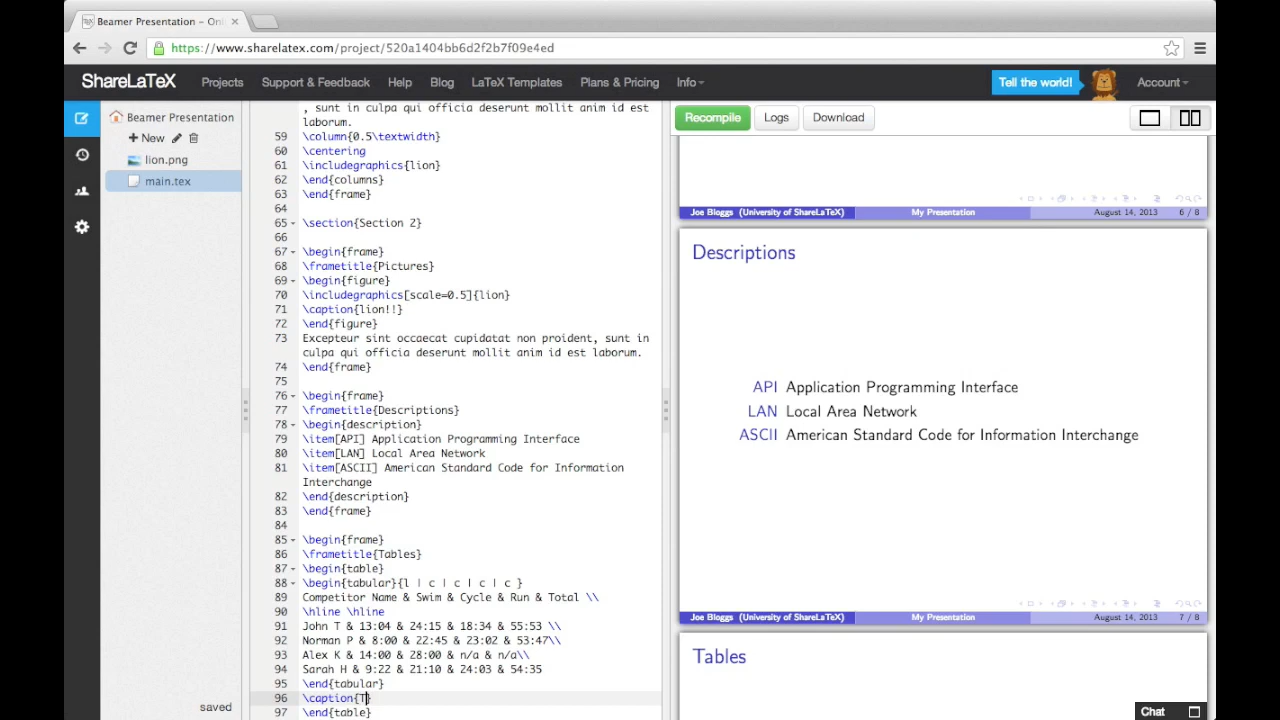 Beamer Presentation – Onl
https://www.sharelatex.com/project/520a1404bb6d2f2b7f09e4ed
ShareLaTeX Projects Support & Feedback Help Blog LaTeX Templates Plans & Pricing Info Tell the world! Account
Beamer Presentation
New
lion.png
main.tex
saved
, sunt in culpa qui officia deserunt mollit anim id est
laborum.
59 \column{0.5\textwidth}
60 \centering
61 \includegraphics{lion}
62 \end{columns}
63 \end{frame}
64
65 \section{Section 2}
66
67 \begin{frame}
68 \frametitle{Pictures}
69 \begin{figure}
70 \includegraphics[scale=0.5]{lion}
71 \caption{lion!!}
72 \end{figure}
73 Excepteur sint occaecat cupidatat non proident, sunt in
culpa qui officia deserunt mollit anim id est laborum.
74 \end{frame}
75
76 \begin{frame}
77 \frametitle{Descriptions}
78 \begin{description}
79 \item[API] Application Programming Interface
80 \item[LAN] Local Area Network
81 \item[ASCII] American Standard Code for Information
Interchange
82 \end{description}
83 \end{frame}
84
85 \begin{frame}
86 \frametitle{Tables}
87 \begin{table}
88 \begin{tabular}{l | c | c | c | c }
89 Competitor Name & Swim & Cycle & Run & Total \\
90 \hline \hline
91 John T & 13:04 & 24:15 & 18:34 & 55:53 \\
92 Norman P & 8:00 & 22:45 & 23:02 & 53:47\\
93 Alex K & 14:00 & 28:00 & n/a & n/a\\
94 Sarah H & 9:22 & 21:10 & 24:03 & 54:35
95 \end{tabular}
96 \caption{T}
97 \end{table}
Recompile Logs Download
Joe Bloggs (University of ShareLaTeX) My Presentation August 14, 2013 6 / 8
Descriptions
API Application Programming Interface
LAN Local Area Network
ASCII American Standard Code for Information Interchange
Joe Bloggs (University of ShareLaTeX) My Presentation August 14, 2013 7 / 8
Tables
Chat